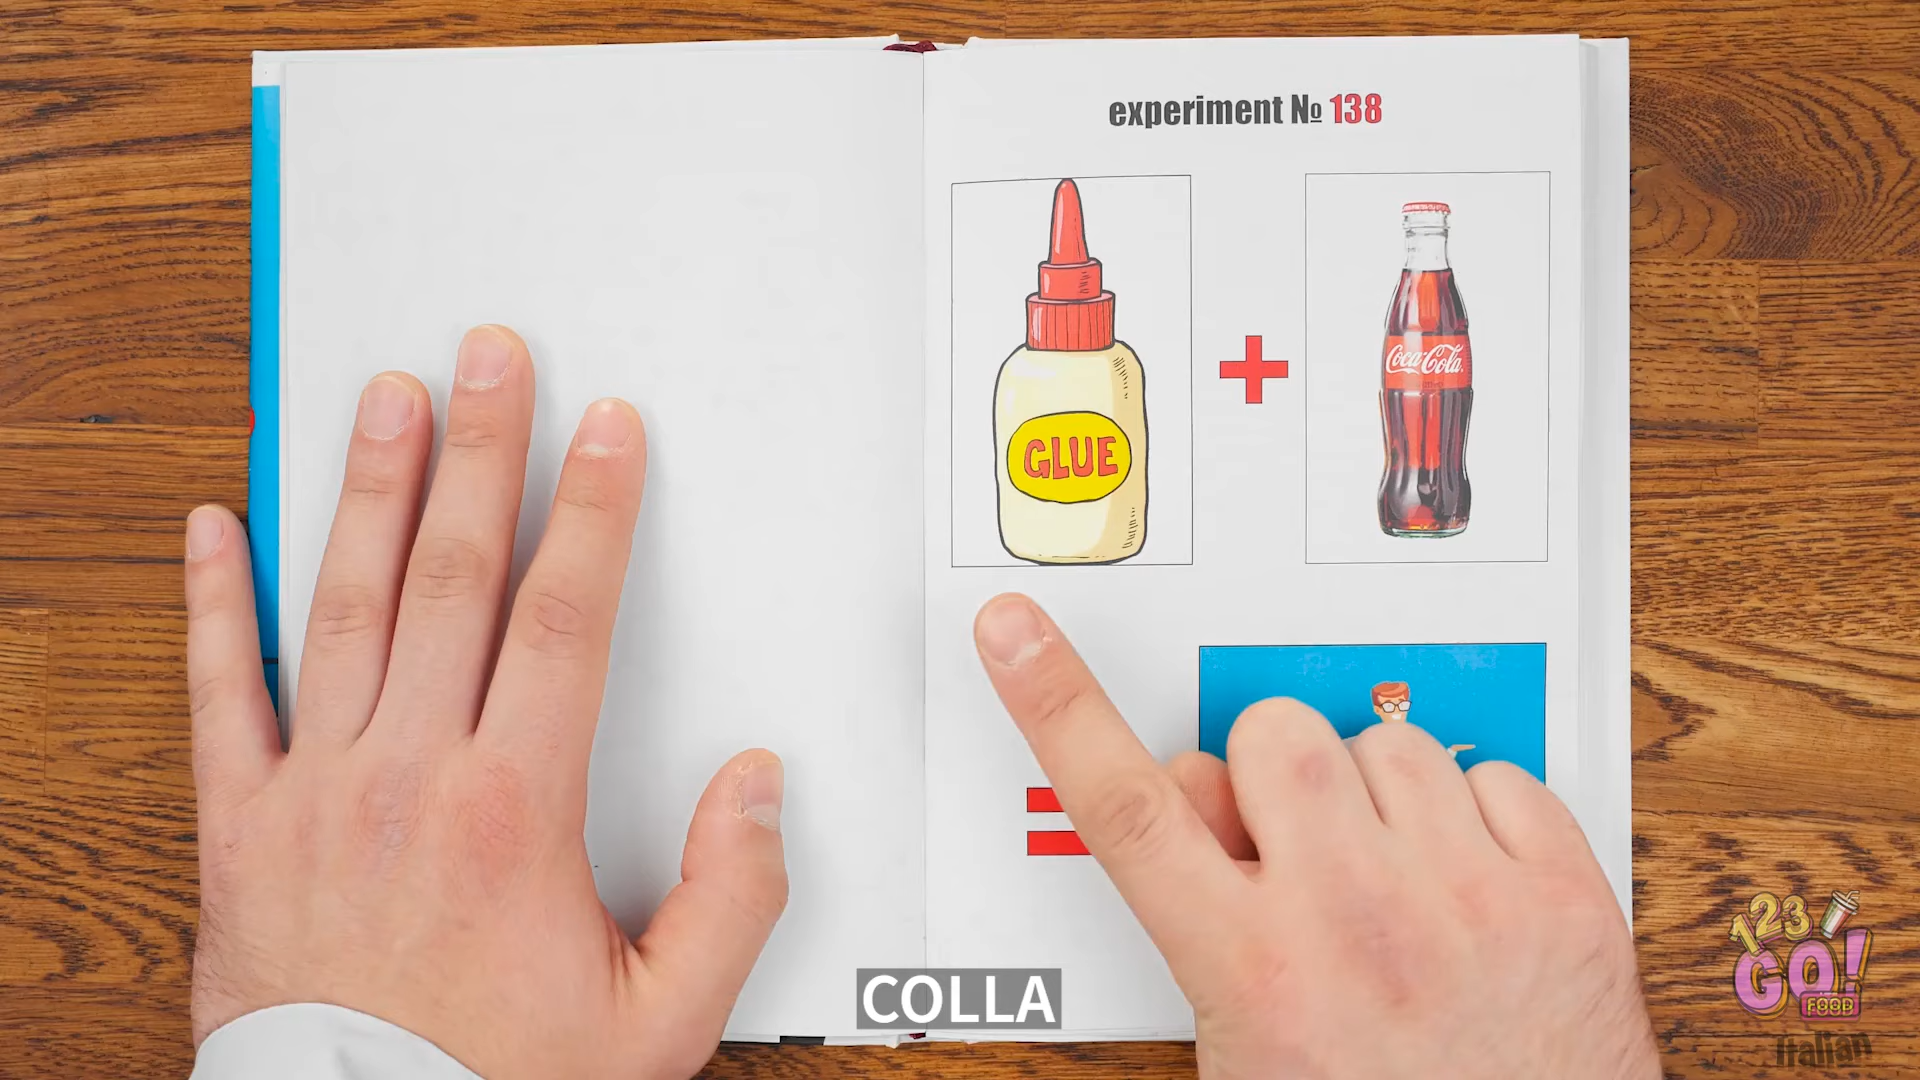 experiment № 138
GLUE
Coca-Cola
COLLA
123
GO!
FOOD
italian